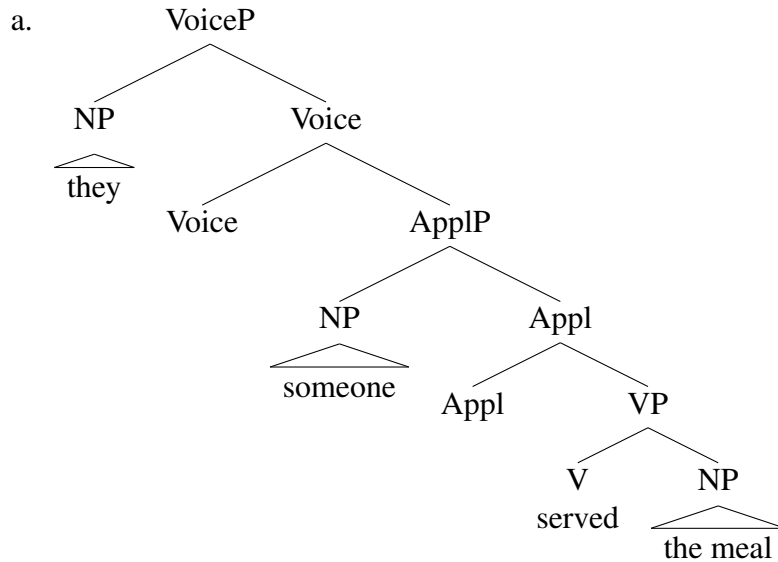 a. VoiceP
NP Voice
they
Voice ApplP
NP Appl
someone
Appl VP
V NP
served
the meal